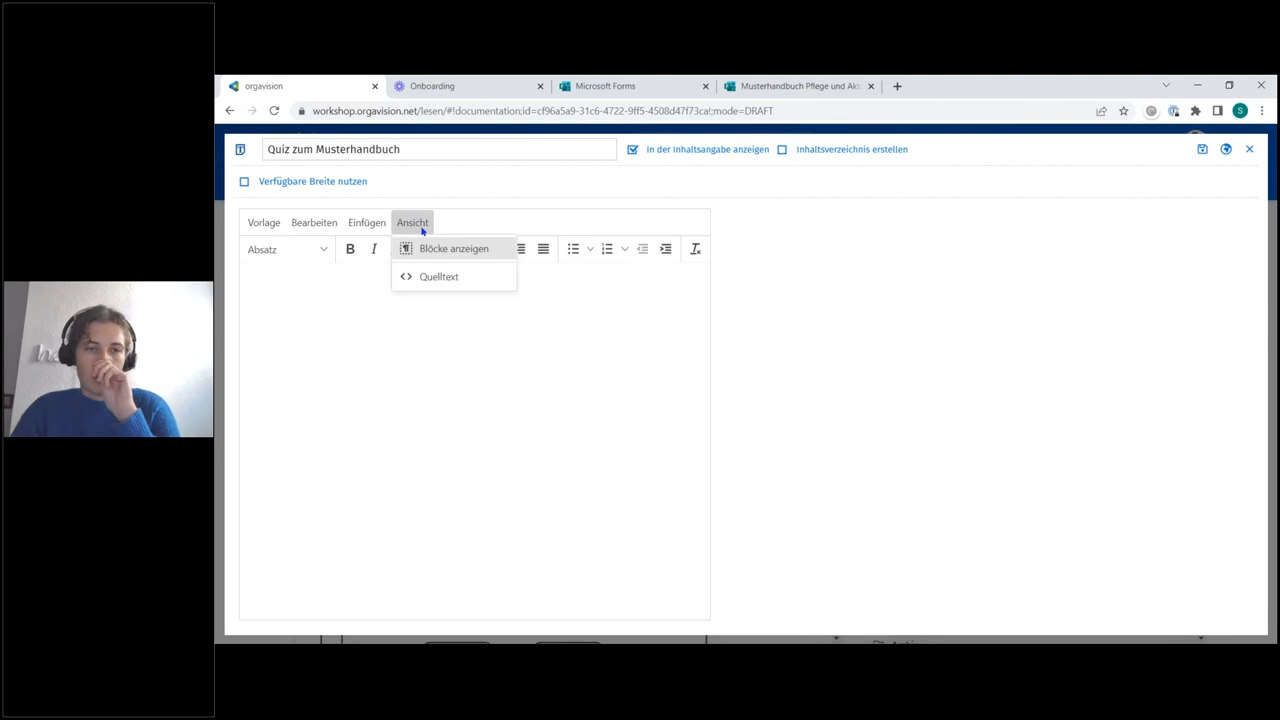 orgavision
Onboarding
Microsoft Forms
Musterhandbuch Pflege und Akt
workshop.orgavision.net/lesen/#!documentation;id=cf96a5a9-31c6-4722-9ff5-4508d47f73ca!;mode=DRAFT
S
Quiz zum Musterhandbuch
In der Inhaltsangabe anzeigen
Inhaltsverzeichnis erstellen
Verfügbare Breite nutzen
Vorlage Bearbeiten Einfügen Ansicht
Absatz B I
Blöcke anzeigen
Quelltext